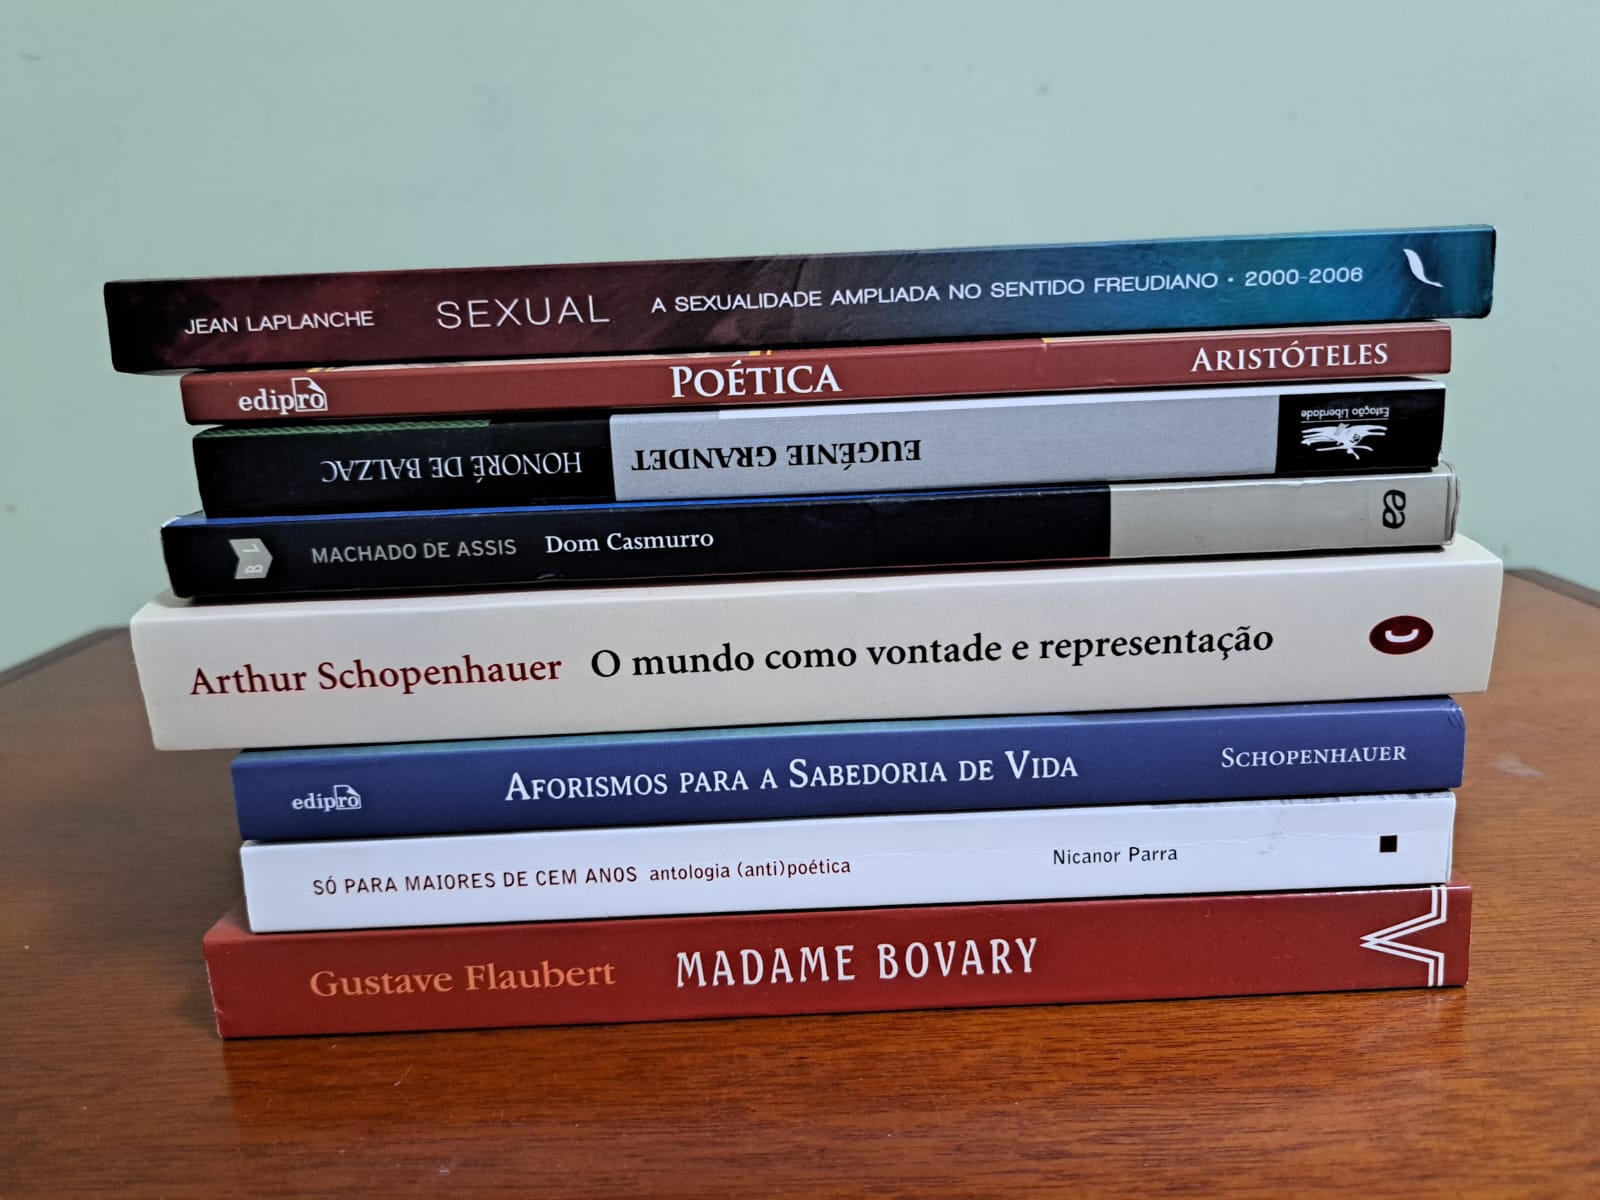 JEAN LAPLANCHE SEXUAL A SEXUALIDADE AMPLIADA NO SENTIDO FREUDIANO • 2000-2006
edipro POÉTICA ARISTÓTELES
HONORÉ DE BALZAC EUGÉNIE GRANDET Estação Liberdade
BL MACHADO DE ASSIS Dom Casmurro ea
Arthur Schopenhauer O mundo como vontade e representação
edipro AFORISMOS PARA A SABEDORIA DE VIDA SCHOPENHAUER
SÓ PARA MAIORES DE CEM ANOS antologia (anti)poética Nicanor Parra
Gustave Flaubert MADAME BOVARY